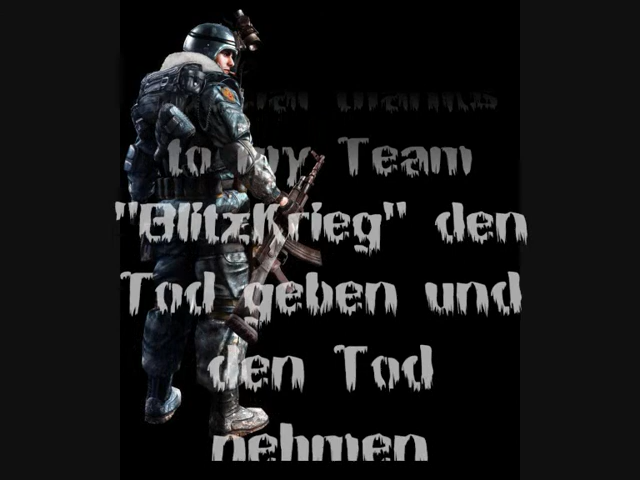 to my Team
"BlitzKrieg" den
Tod geben und
den Tod
nehmen